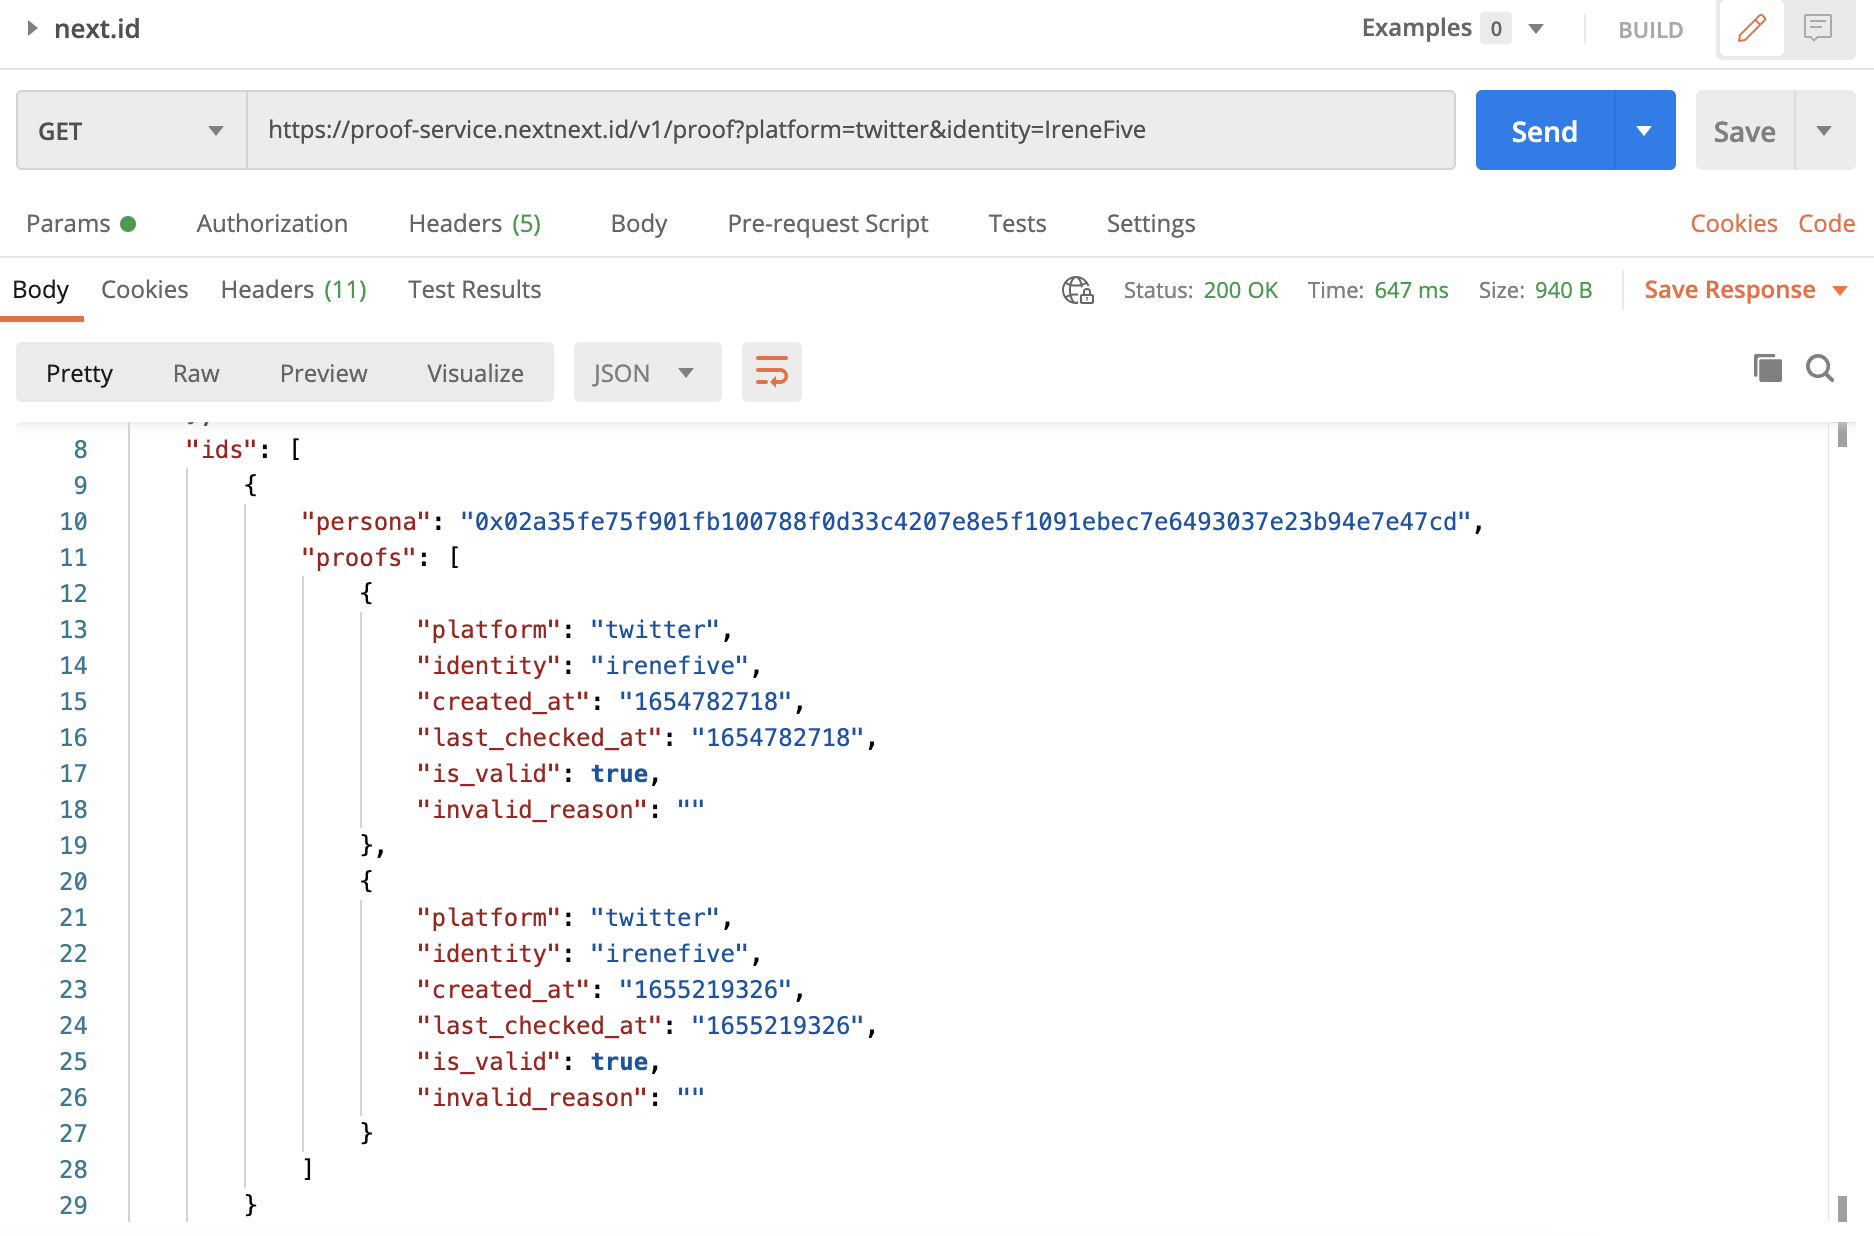 next.id
Examples 0 BUILD
GET https://proof-service.nextnext.id/v1/proof?platform=twitter&identity=IreneFive Send Save
Params Authorization Headers (5) Body Pre-request Script Tests Settings Cookies Code
Body Cookies Headers (11) Test Results Status: 200 OK Time: 647 ms Size: 940 B Save Response
Pretty Raw Preview Visualize JSON
8 "ids": [
9 {
10 "persona": "0x02a35fe75f901fb100788f0d33c4207e8e5f1091ebec7e6493037e23b94e7e47cd",
11 "proofs": [
12 {
13 "platform": "twitter",
14 "identity": "irenefive",
15 "created_at": "1654782718",
16 "last_checked_at": "1654782718",
17 "is_valid": true,
18 "invalid_reason": ""
19 },
20 {
21 "platform": "twitter",
22 "identity": "irenefive",
23 "created_at": "1655219326",
24 "last_checked_at": "1655219326",
25 "is_valid": true,
26 "invalid_reason": ""
27 }
28 ]
29 }